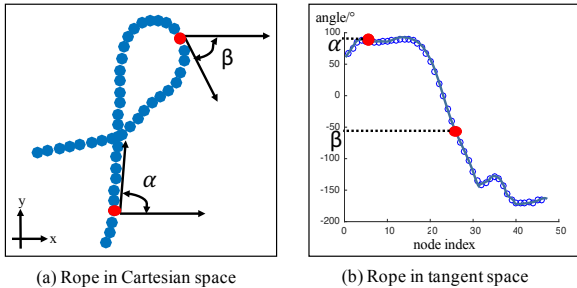 β
α
y
x
(a) Rope in Cartesian space
angle/°
α
β
100
50
0
-50
-100
-150
-200
0 10 20 30 40 50
node index
(b) Rope in tangent space